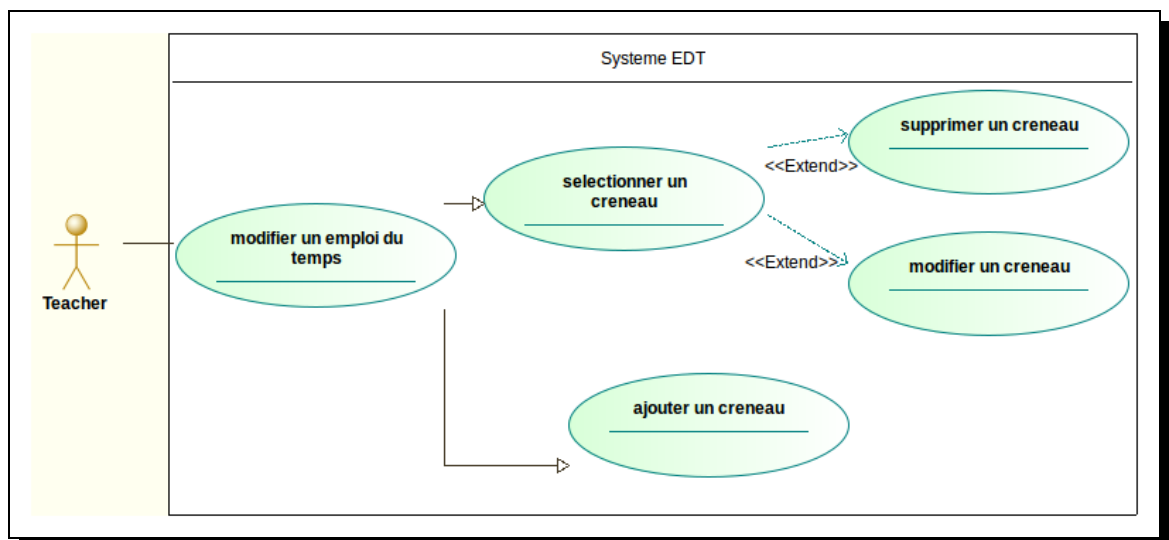 Systeme EDT
supprimer un creneau
<<Extend>>
selectionner un
creneau
modifier un emploi du
temps
<<Extend>>
modifier un creneau
Teacher
ajouter un creneau